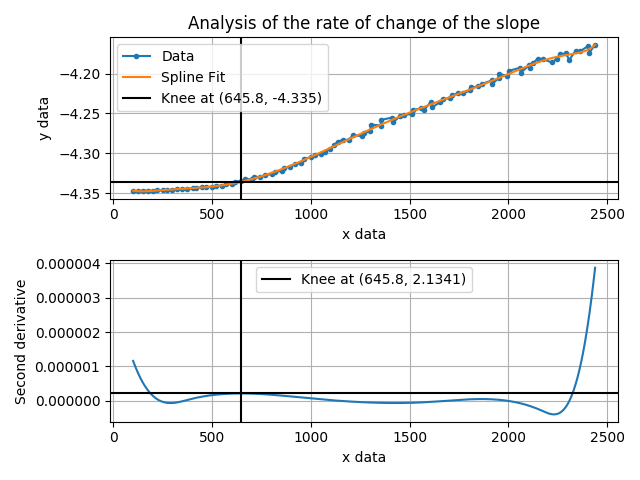 Analysis of the rate of change of the slope
Data
Spline Fit
Knee at (645.8, -4.335)
y data
−4.20
−4.25
−4.30
−4.35
0 500 1000 1500 2000 2500
x data
Knee at (645.8, 2.1341)
Second derivative
0.000004
0.000003
0.000002
0.000001
0.000000
0 500 1000 1500 2000 2500
x data